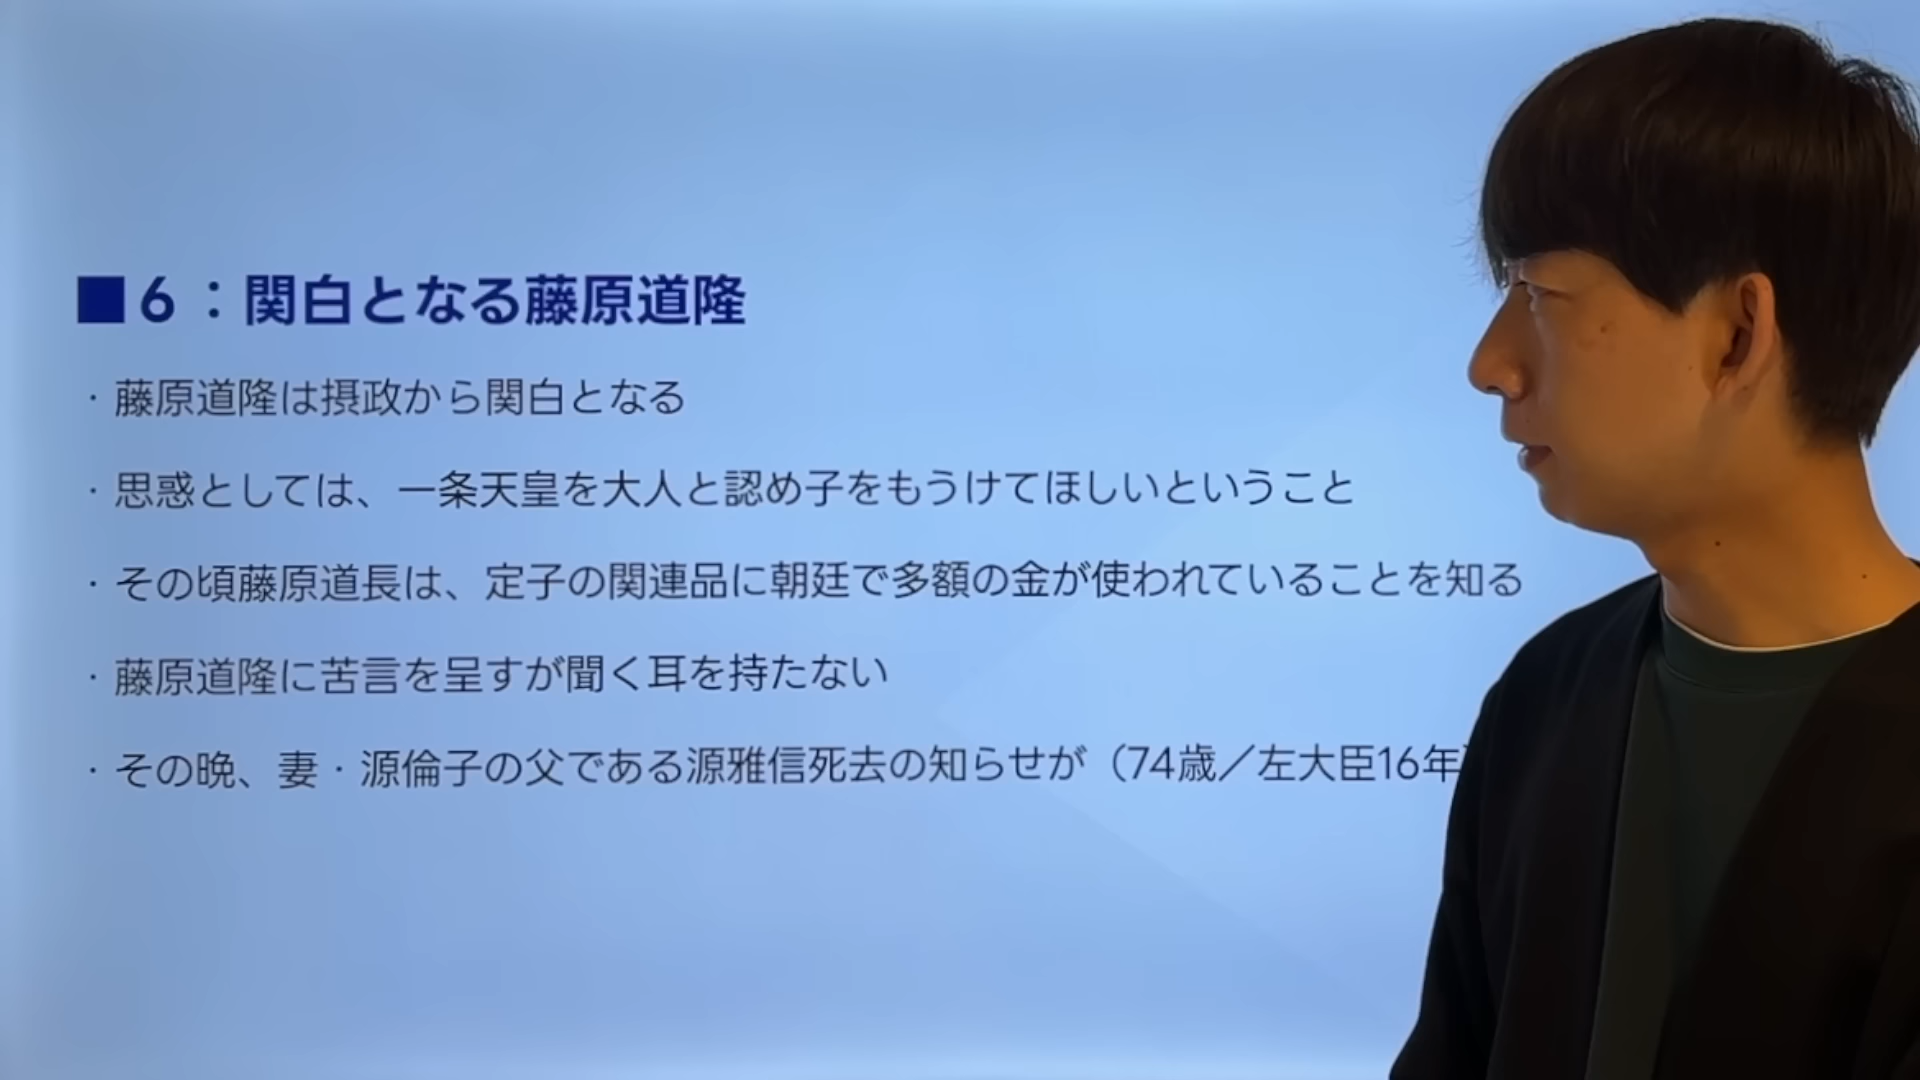 ■6：関白となる藤原道隆
・藤原道隆は摂政から関白となる
・思惑としては、一条天皇を大人と認め子をもうけてほしいということ
・その頃藤原道長は、定子の関連品に朝廷で多額の金が使われていることを知る
・藤原道隆に苦言を呈すが聞く耳を持たない
・その晩、妻・源倫子の父である源雅信死去の知らせが（74歳／左大臣16年）